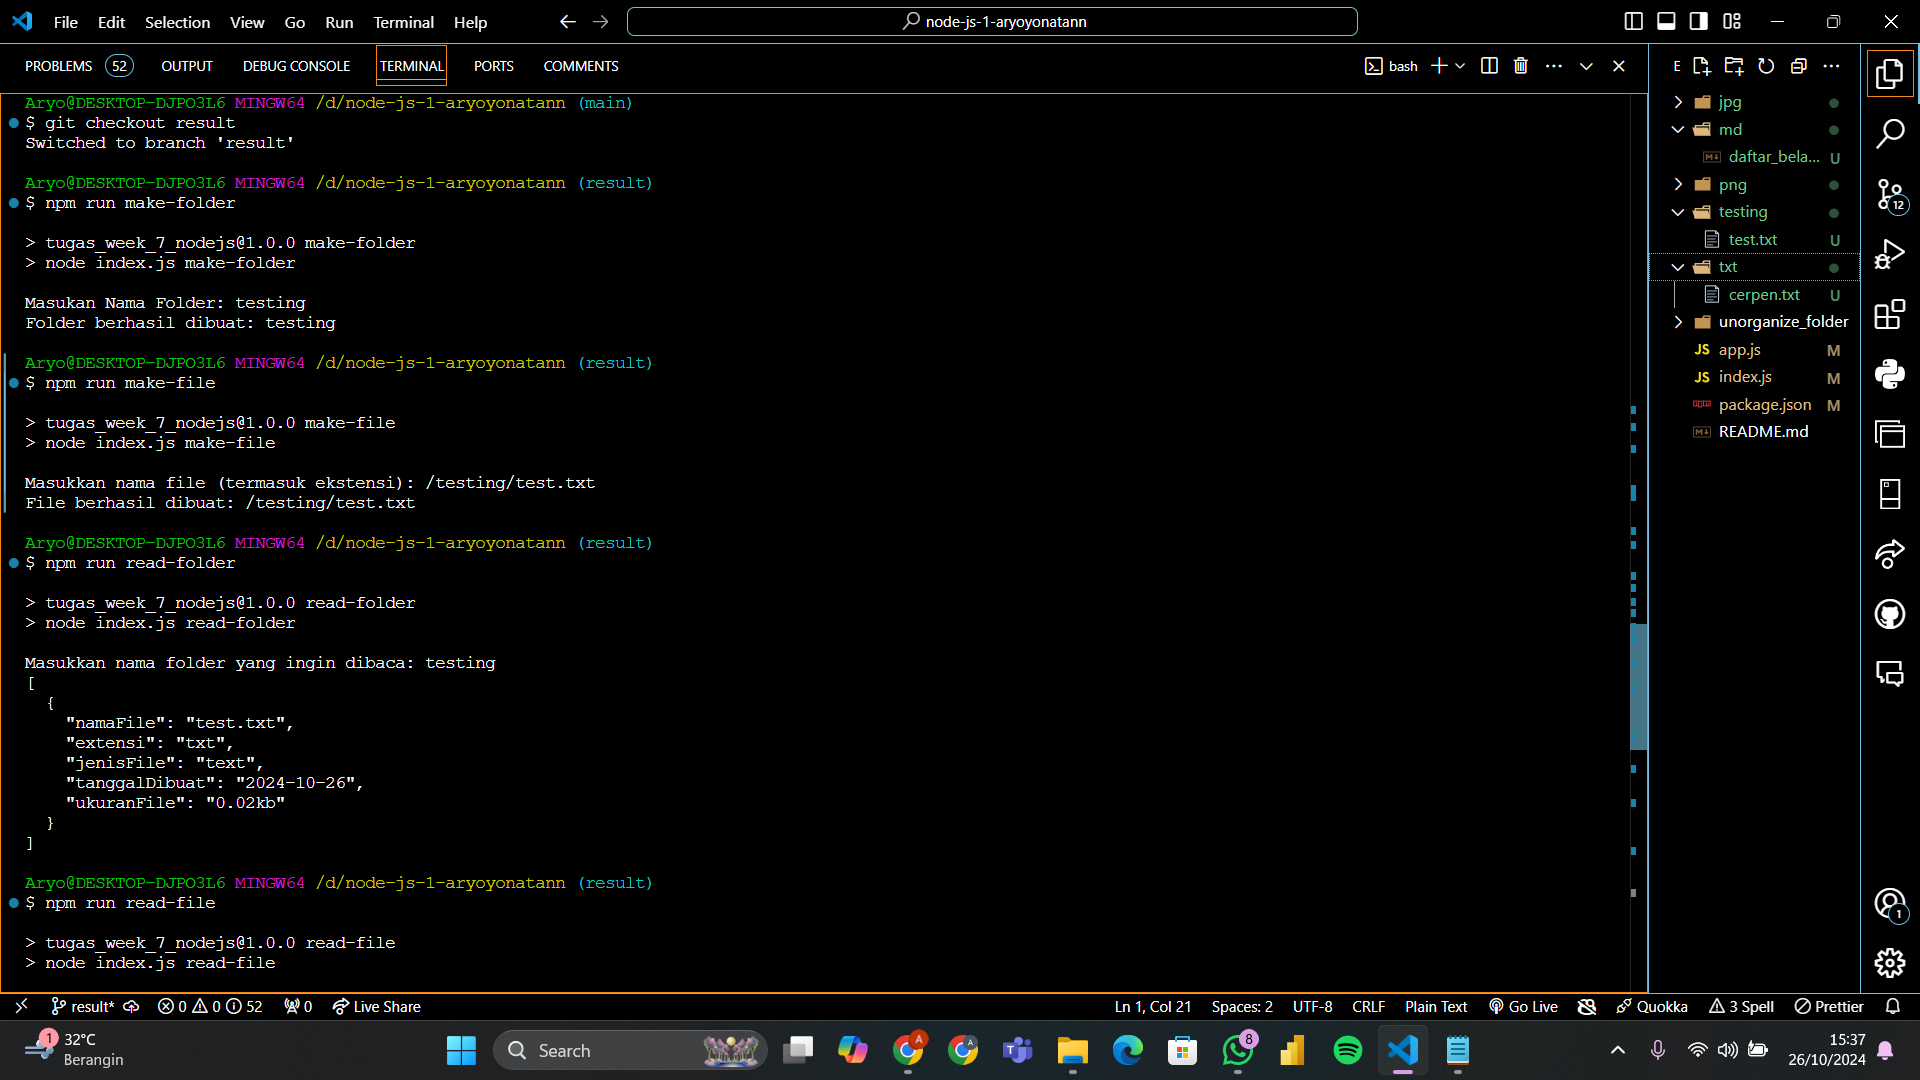 File Edit Selection View Go Run Terminal Help
node-js-1-aryoyonatann
PROBLEMS 52 OUTPUT DEBUG CONSOLE TERMINAL PORTS COMMENTS
bash
Aryo@DESKTOP-DJPO3L6 MINGW64 /d/node-js-1-aryoyonatann (main)
$ git checkout result
Switched to branch 'result'
Aryo@DESKTOP-DJPO3L6 MINGW64 /d/node-js-1-aryoyonatann (result)
$ npm run make-folder
> tugas_week_7_nodejs@1.0.0 make-folder
> node index.js make-folder
Masukan Nama Folder: testing
Folder berhasil dibuat: testing
Aryo@DESKTOP-DJPO3L6 MINGW64 /d/node-js-1-aryoyonatann (result)
$ npm run make-file
> tugas_week_7_nodejs@1.0.0 make-file
> node index.js make-file
Masukkan nama file (termasuk ekstensi): /testing/test.txt
File berhasil dibuat: /testing/test.txt
Aryo@DESKTOP-DJPO3L6 MINGW64 /d/node-js-1-aryoyonatann (result)
$ npm run read-folder
> tugas_week_7_nodejs@1.0.0 read-folder
> node index.js read-folder
Masukkan nama folder yang ingin dibaca: testing
[
{
"namaFile": "test.txt",
"extensi": "txt",
"jenisFile": "text",
"tanggalDibuat": "2024-10-26",
"ukuranFile": "0.02kb"
}
]
Aryo@DESKTOP-DJPO3L6 MINGW64 /d/node-js-1-aryoyonatann (result)
$ npm run read-file
> tugas_week_7_nodejs@1.0.0 read-file
> node index.js read-file
E
jpg
md
daftar_bela... U
png
testing
test.txt U
txt
cerpen.txt U
unorganize_folder
JS app.js M
JS index.js M
package.json M
README.md
12
1
result* 0 0 52 0 Live Share Ln 1, Col 21 Spaces: 2 UTF-8 CRLF Plain Text Go Live Quokka 3 Spell Prettier
1
32°C
Berangin
Search
8
15:37
26/10/2024